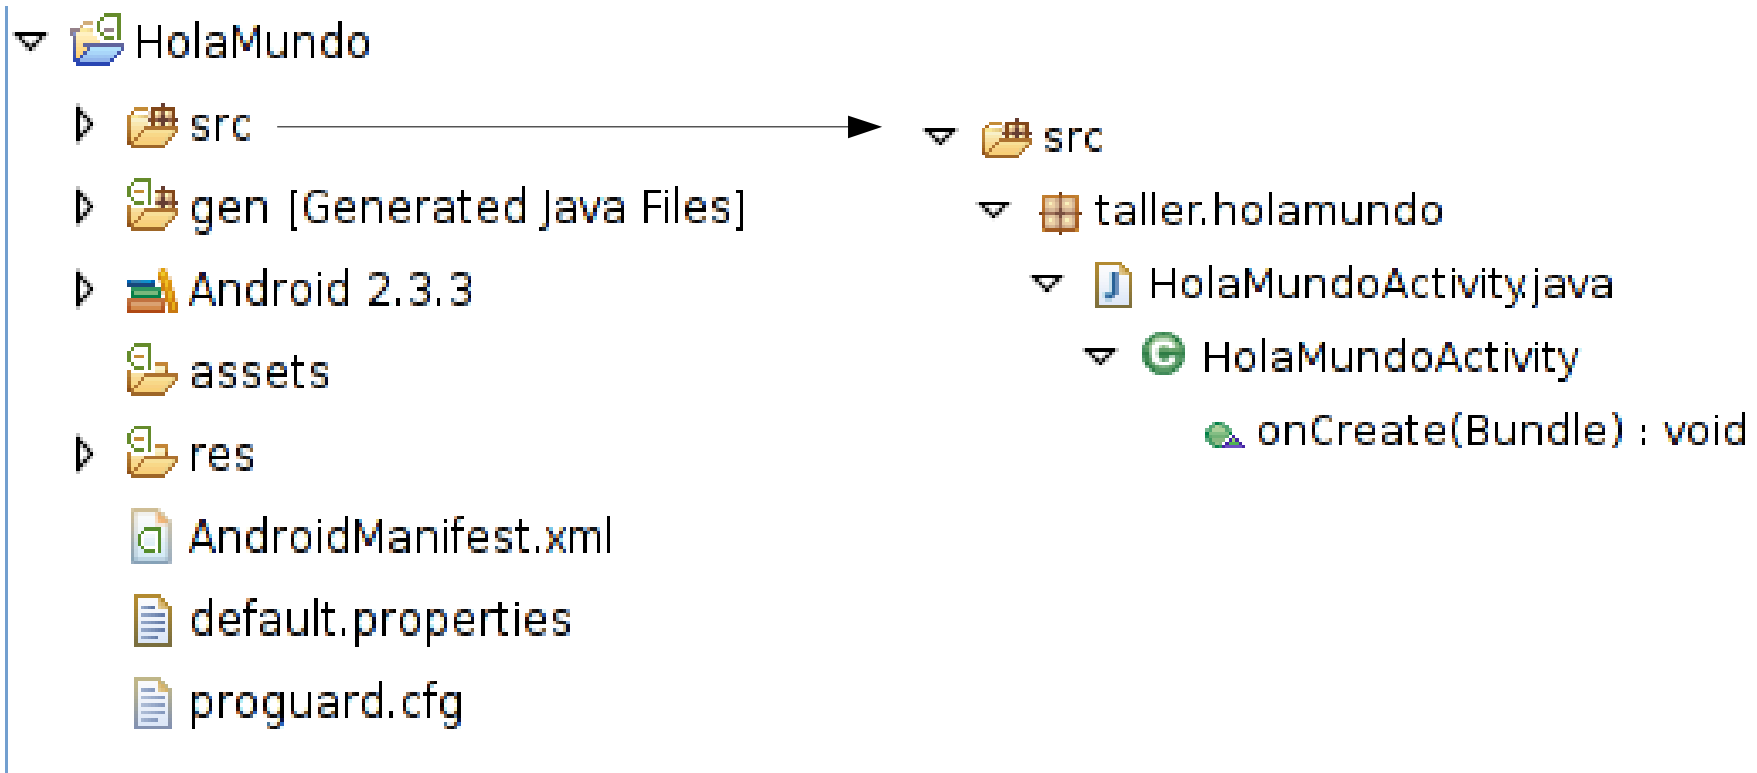 HolaMundo
src
gen [Generated Java Files]
Android 2.3.3
assets
res
AndroidManifest.xml
default.properties
proguard.cfg
src
taller.holamundo
HolaMundoActivity.java
HolaMundoActivity
onCreate(Bundle) : void